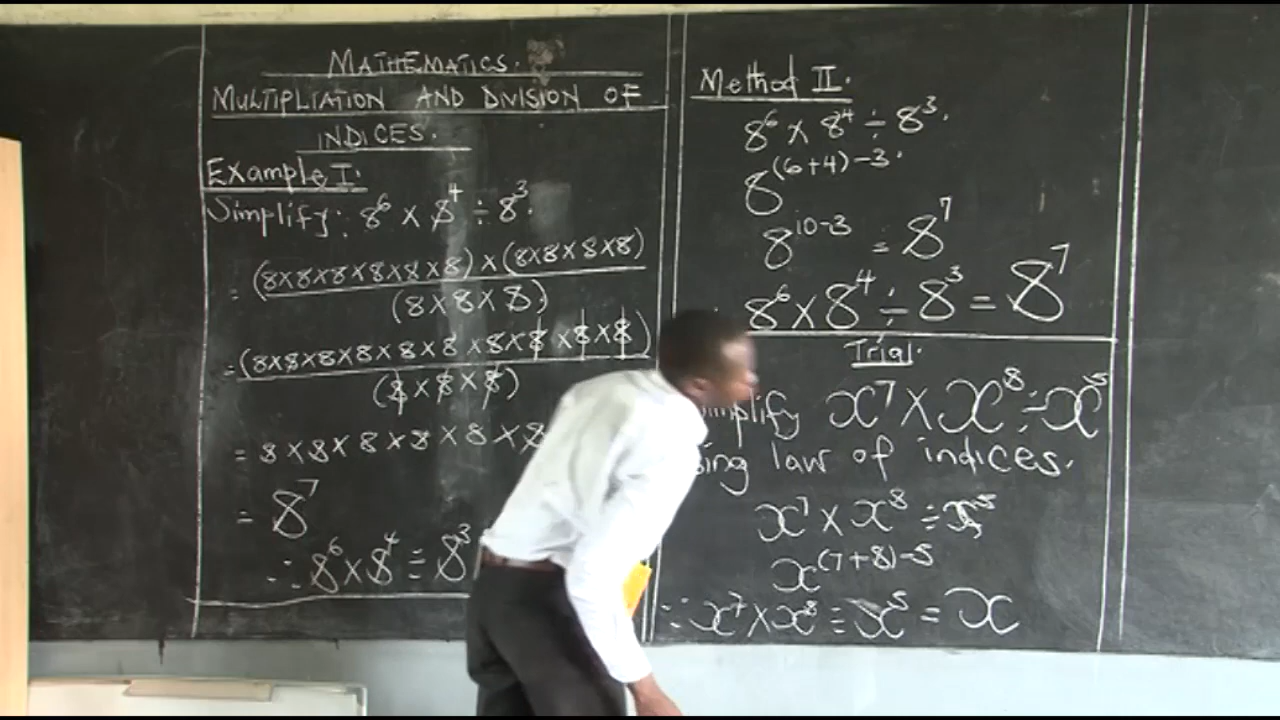 MATHEMATICS.
MULTIPLIATION AND DIVISION OF
INDICES.
Example I.
Simplify: 8⁶ × 8⁴ ÷ 8³.
= (8×8×8×8×8×8) × (8×8×8×8)
(8×8×8)
= (8×8×8×8×8×8×8×8×8×8)
(8×8×8)
= 8×8×8×8×8×8
= 8⁷
∴ 8⁶×8⁴÷8³
Method II.
8⁶ × 8⁴ ÷ 8³.
8⁽⁶⁺⁴⁾⁻³.
8¹⁰⁻³ = 8⁷
8⁶×8⁴÷8³ = 8⁷
Trial.
x⁷ × x⁸ ÷ x⁵
law of indices.
x⁷ × x⁸ ÷ x⁵
x⁽⁷⁺⁸⁾⁻⁵
∴ x⁷×x⁸÷x⁵ = x